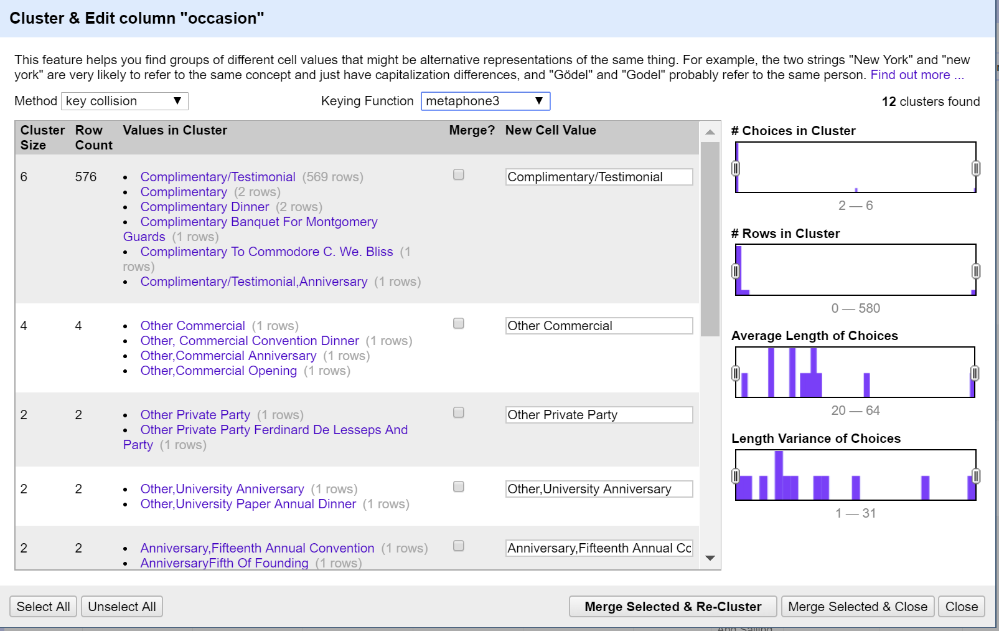 Cluster & Edit column "occasion"
This feature helps you find groups of different cell values that might be alternative representations of the same thing. For example, the two strings "New York" and "new
york" are very likely to refer to the same concept and just have capitalization differences, and "Gödel" and "Godel" probably refer to the same person. Find out more ...
Method key collision ▼ Keying Function metaphone3 ▼ 12 clusters found
Cluster Size Row Count Values in Cluster Merge? New Cell Value
6 576 • Complimentary/Testimonial (569 rows) Complimentary/Testimonial
• Complimentary (2 rows)
• Complimentary Dinner (2 rows)
• Complimentary Banquet For Montgomery
Guards (1 rows)
• Complimentary To Commodore C. We. Bliss (1
rows)
• Complimentary/Testimonial,Anniversary (1 rows)
4 4 • Other Commercial (1 rows) Other Commercial
• Other, Commercial Convention Dinner (1 rows)
• Other,Commercial Anniversary (1 rows)
• Other,Commercial Opening (1 rows)
2 2 • Other Private Party (1 rows) Other Private Party
• Other Private Party Ferdinard De Lesseps And
Party (1 rows)
2 2 • Other,University Anniversary (1 rows) Other,University Anniversary
• Other,University Paper Annual Dinner (1 rows)
2 2 • Anniversary,Fifteenth Annual Convention (1 rows) Anniversary,Fifteenth Annual Co
• AnniversaryFifth Of Founding (1 rows)
# Choices in Cluster
2 — 6
# Rows in Cluster
0 — 580
Average Length of Choices
20 — 64
Length Variance of Choices
1 — 31
Select All Unselect All Merge Selected & Re-Cluster Merge Selected & Close Close